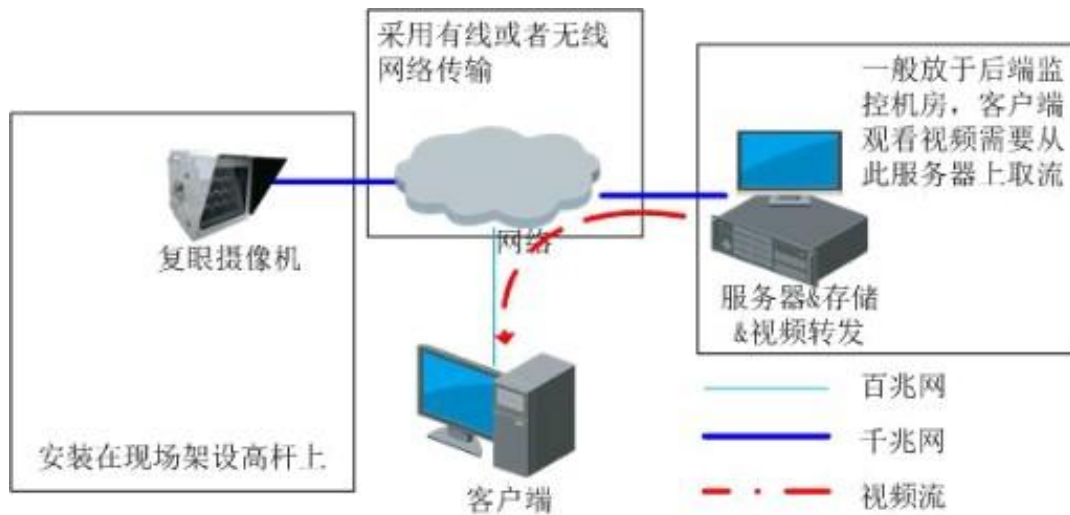 采用有线或者无线
网络传输
一般放于后端监
控机房，客户端
观看视频需要从
此服务器上取流
复眼摄像机
网络
服务器&存储
&视频转发
安装在现场架设高杆上
客户端
百兆网
千兆网
视频流